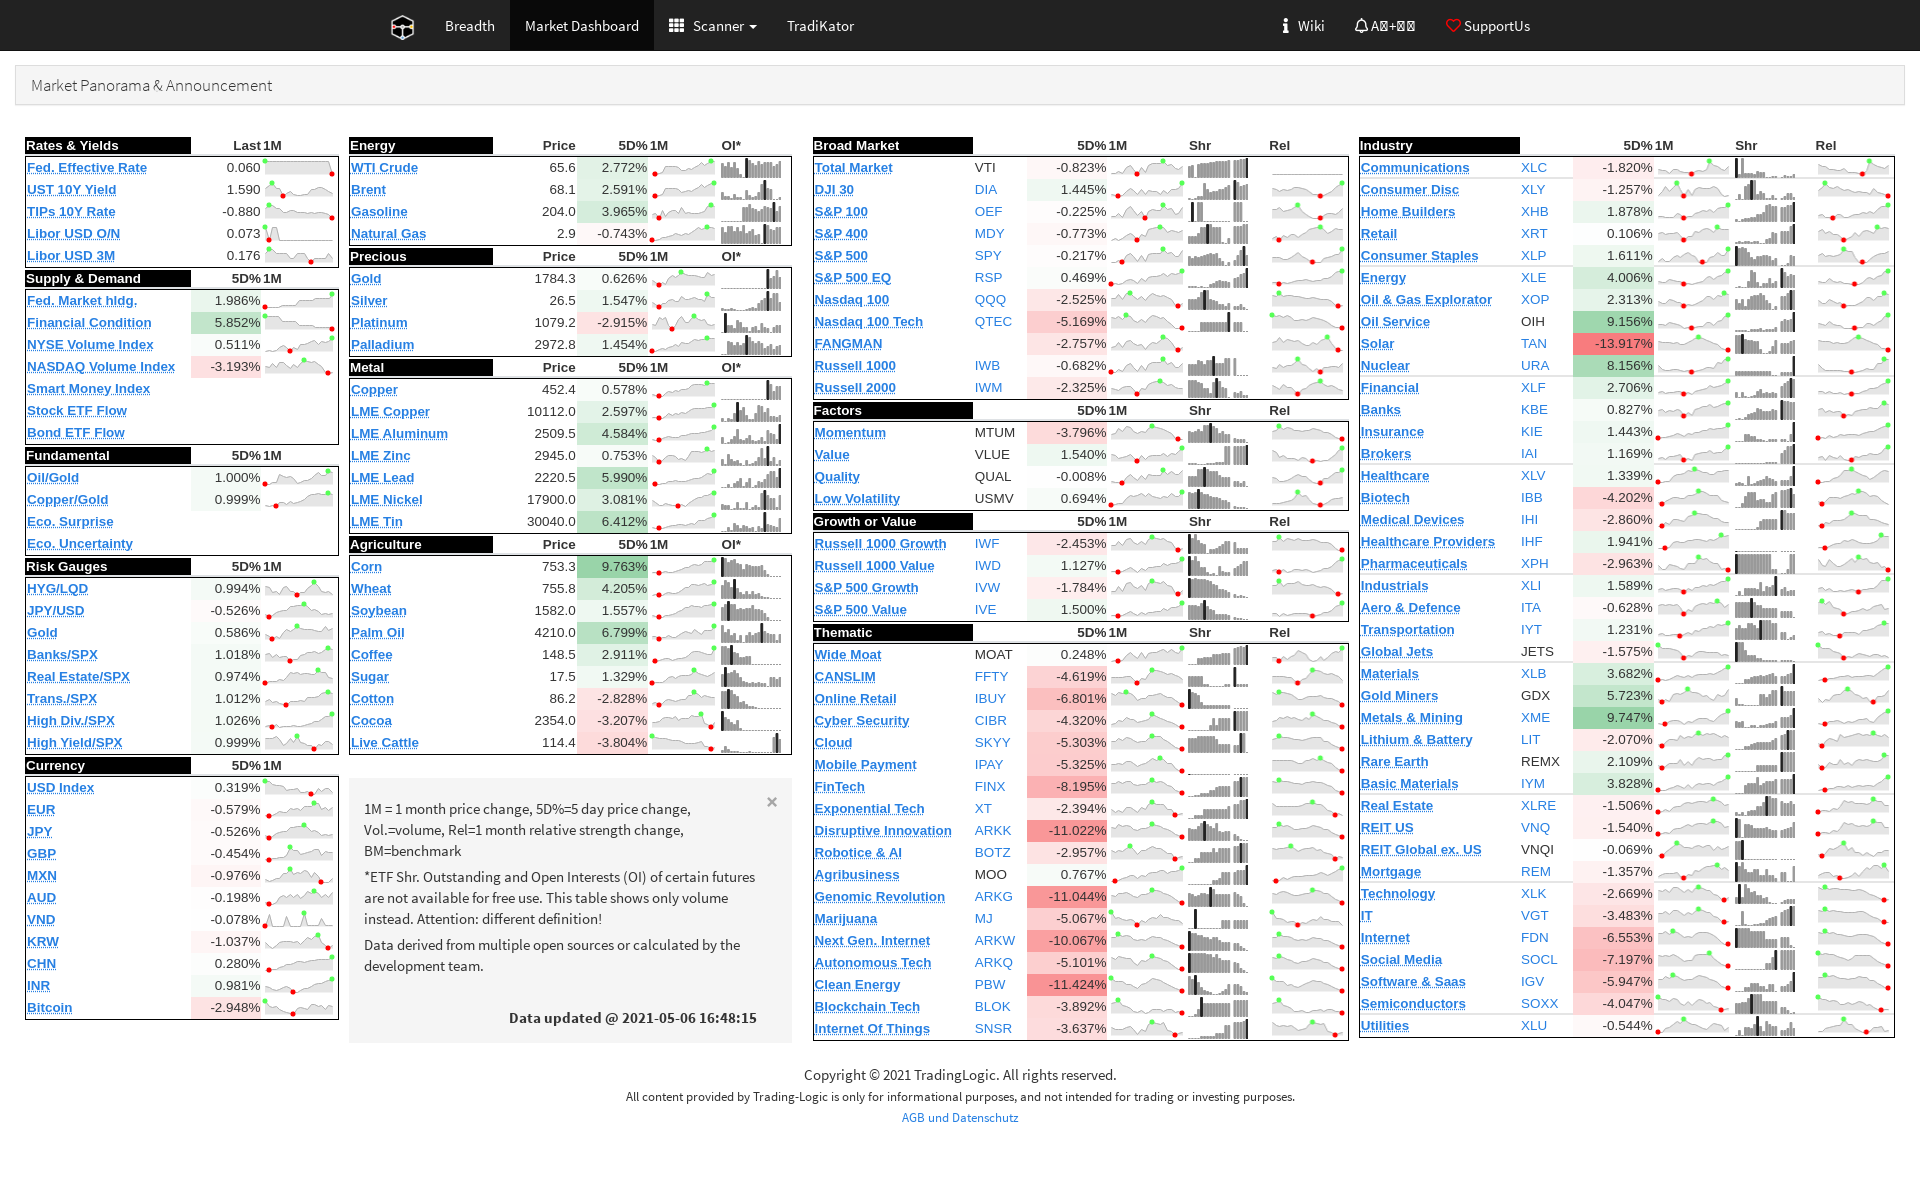 Breadth
Market Dashboard
Scanner
TradiKator
Wiki
SupportUs
Market Panorama & Announcement
Rates & Yields Last 1M
Fed. Effective Rate 0.060
UST 10Y Yield 1.590
TIPs 10Y Rate -0.880
Libor USD O/N 0.073
Libor USD 3M 0.176
Supply & Demand 5D% 1M
Fed. Market hldg. 1.986%
Financial Condition 5.852%
NYSE Volume Index 0.511%
NASDAQ Volume Index -3.193%
Smart Money Index
Stock ETF Flow
Bond ETF Flow
Fundamental 5D% 1M
Oil/Gold 1.000%
Copper/Gold 0.999%
Eco. Surprise
Eco. Uncertainty
Risk Gauges 5D% 1M
HYG/LQD 0.994%
JPY/USD -0.526%
Gold 0.586%
Banks/SPX 1.018%
Real Estate/SPX 0.974%
Trans./SPX 1.012%
High Div./SPX 1.026%
High Yield/SPX 0.999%
Currency 5D% 1M
USD Index 0.319%
EUR -0.579%
JPY -0.526%
GBP -0.454%
MXN -0.976%
AUD -0.198%
VND -0.078%
KRW -1.037%
CHN 0.280%
INR 0.981%
Bitcoin -2.948%
Energy Price 5D% 1M OI*
WTI Crude 65.6 2.772%
Brent 68.1 2.591%
Gasoline 204.0 3.965%
Natural Gas 2.9 -0.743%
Precious Price 5D% 1M OI*
Gold 1784.3 0.626%
Silver 26.5 1.547%
Platinum 1079.2 -2.915%
Palladium 2972.8 1.454%
Metal Price 5D% 1M OI*
Copper 452.4 0.578%
LME Copper 10112.0 2.597%
LME Aluminum 2509.5 4.584%
LME Zinc 2945.0 0.753%
LME Lead 2220.5 5.990%
LME Nickel 17900.0 3.081%
LME Tin 30040.0 6.412%
Agriculture Price 5D% 1M OI*
Corn 753.3 9.763%
Wheat 755.8 4.205%
Soybean 1582.0 1.557%
Palm Oil 4210.0 6.799%
Coffee 148.5 2.911%
Sugar 17.5 1.329%
Cotton 86.2 -2.828%
Cocoa 2354.0 -3.207%
Live Cattle 114.4 -3.804%
×
1M = 1 month price change, 5D%=5 day price change,
Vol.=volume, Rel=1 month relative strength change,
BM=benchmark
*ETF Shr. Outstanding and Open Interests (OI) of certain futures
are not available for free use. This table shows only volume
instead. Attention: different definition!
Data derived from multiple open sources or calculated by the
development team.
Data updated @ 2021-05-06 16:48:15
Broad Market 5D% 1M Shr Rel
Total Market VTI -0.823%
DJI 30 DIA 1.445%
S&P 100 OEF -0.225%
S&P 400 MDY -0.773%
S&P 500 SPY -0.217%
S&P 500 EQ RSP 0.469%
Nasdaq 100 QQQ -2.525%
Nasdaq 100 Tech QTEC -5.169%
FANGMAN -2.757%
Russell 1000 IWB -0.682%
Russell 2000 IWM -2.325%
Factors 5D% 1M Shr Rel
Momentum MTUM -3.796%
Value VLUE 1.540%
Quality QUAL -0.008%
Low Volatility USMV 0.694%
Growth or Value 5D% 1M Shr Rel
Russell 1000 Growth IWF -2.453%
Russell 1000 Value IWD 1.127%
S&P 500 Growth IVW -1.784%
S&P 500 Value IVE 1.500%
Thematic 5D% 1M Shr Rel
Wide Moat MOAT 0.248%
CANSLIM FFTY -4.619%
Online Retail IBUY -6.801%
Cyber Security CIBR -4.320%
Cloud SKYY -5.303%
Mobile Payment IPAY -5.325%
FinTech FINX -8.195%
Exponential Tech XT -2.394%
Disruptive Innovation ARKK -11.022%
Robotice & AI BOTZ -2.957%
Agribusiness MOO 0.767%
Genomic Revolution ARKG -11.044%
Marijuana MJ -5.067%
Next Gen. Internet ARKW -10.067%
Autonomous Tech ARKQ -5.101%
Clean Energy PBW -11.424%
Blockchain Tech BLOK -3.892%
Internet Of Things SNSR -3.637%
Industry 5D% 1M Shr Rel
Communications XLC -1.820%
Consumer Disc XLY -1.257%
Home Builders XHB 1.878%
Retail XRT 0.106%
Consumer Staples XLP 1.611%
Energy XLE 4.006%
Oil & Gas Explorator XOP 2.313%
Oil Service OIH 9.156%
Solar TAN -13.917%
Nuclear URA 8.156%
Financial XLF 2.706%
Banks KBE 0.827%
Insurance KIE 1.443%
Brokers IAI 1.169%
Healthcare XLV 1.339%
Biotech IBB -4.202%
Medical Devices IHI -2.860%
Healthcare Providers IHF 1.941%
Pharmaceuticals XPH -2.963%
Industrials XLI 1.589%
Aero & Defence ITA -0.628%
Transportation IYT 1.231%
Global Jets JETS -1.575%
Materials XLB 3.682%
Gold Miners GDX 5.723%
Metals & Mining XME 9.747%
Lithium & Battery LIT -2.070%
Rare Earth REMX 2.109%
Basic Materials IYM 3.828%
Real Estate XLRE -1.506%
REIT US VNQ -1.540%
REIT Global ex. US VNQI -0.069%
Mortgage REM -1.357%
Technology XLK -2.669%
IT VGT -3.483%
Internet FDN -6.553%
Social Media SOCL -7.197%
Software & Saas IGV -5.947%
Semiconductors SOXX -4.047%
Utilities XLU -0.544%
Copyright © 2021 TradingLogic. All rights reserved.
All content provided by Trading-Logic is only for informational purposes, and not intended for trading or investing purposes.
AGB und Datenschutz